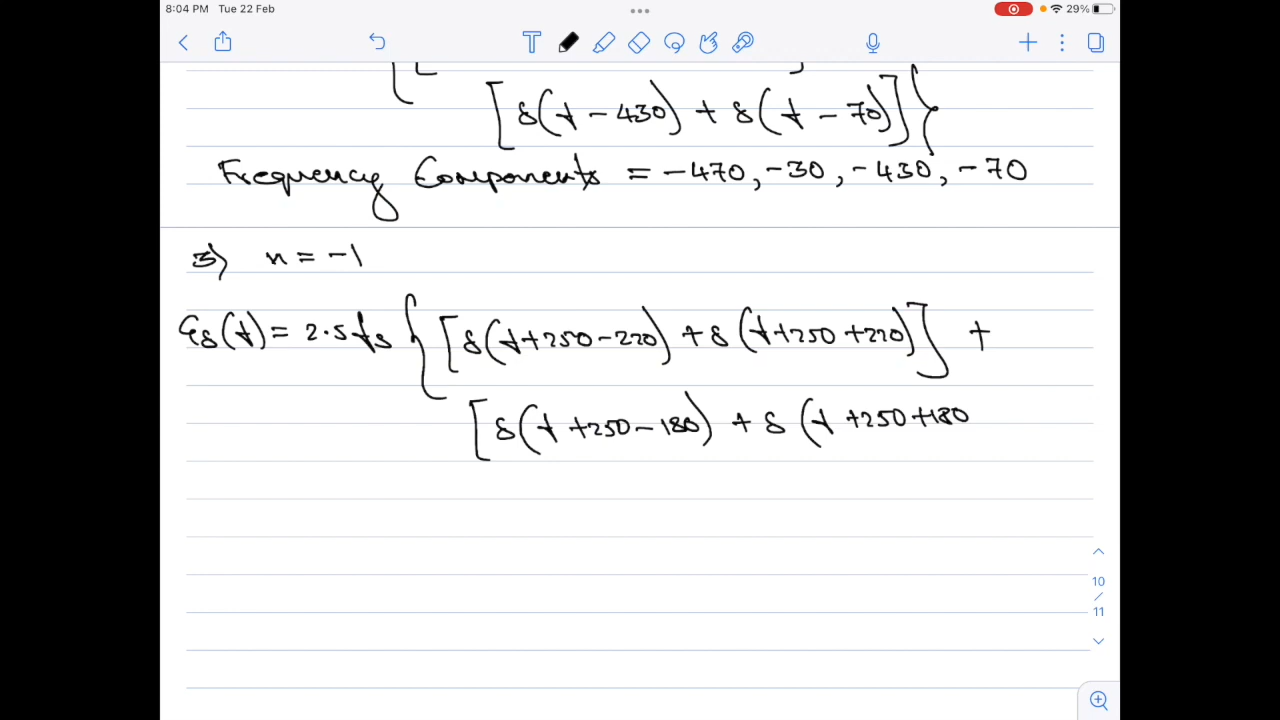 8:04 PM Tue 22 Feb
29%
[δ(f − 430) + δ(f − 70)]}
Frequency Components = −470, −30, −430, −70
3) n = −1
Gδ(f) = 2.5fs {[δ(f+250−220) + δ(f+250+220)] +
[δ(f+250−180) + δ(f+250+180
10
/
11